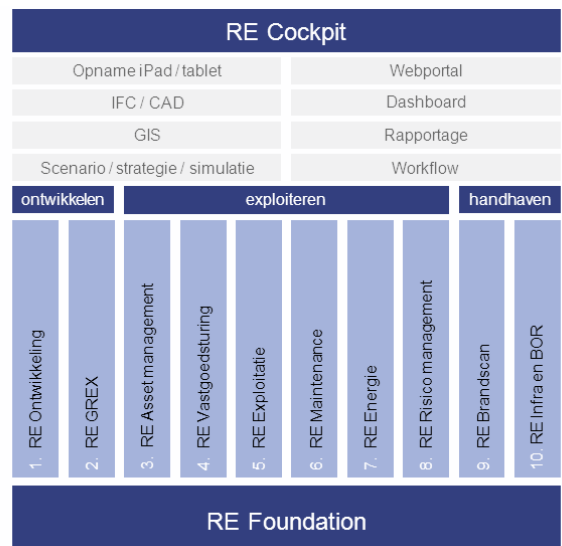 RE Cockpit
Opname iPad / tablet
Webportal
IFC / CAD
Dashboard
GIS
Rapportage
Scenario / strategie / simulatie
Workflow
ontwikkelen
exploiteren
handhaven
1. RE Ontwikkeling
2. RE GREX
3. RE Asset management
4. RE Vastgoedsturing
5. RE Exploitatie
6. RE Maintenance
7. RE Energie
8. RE Risico management
9. RE Brandscan
10. RE Infra en BOR
RE Foundation